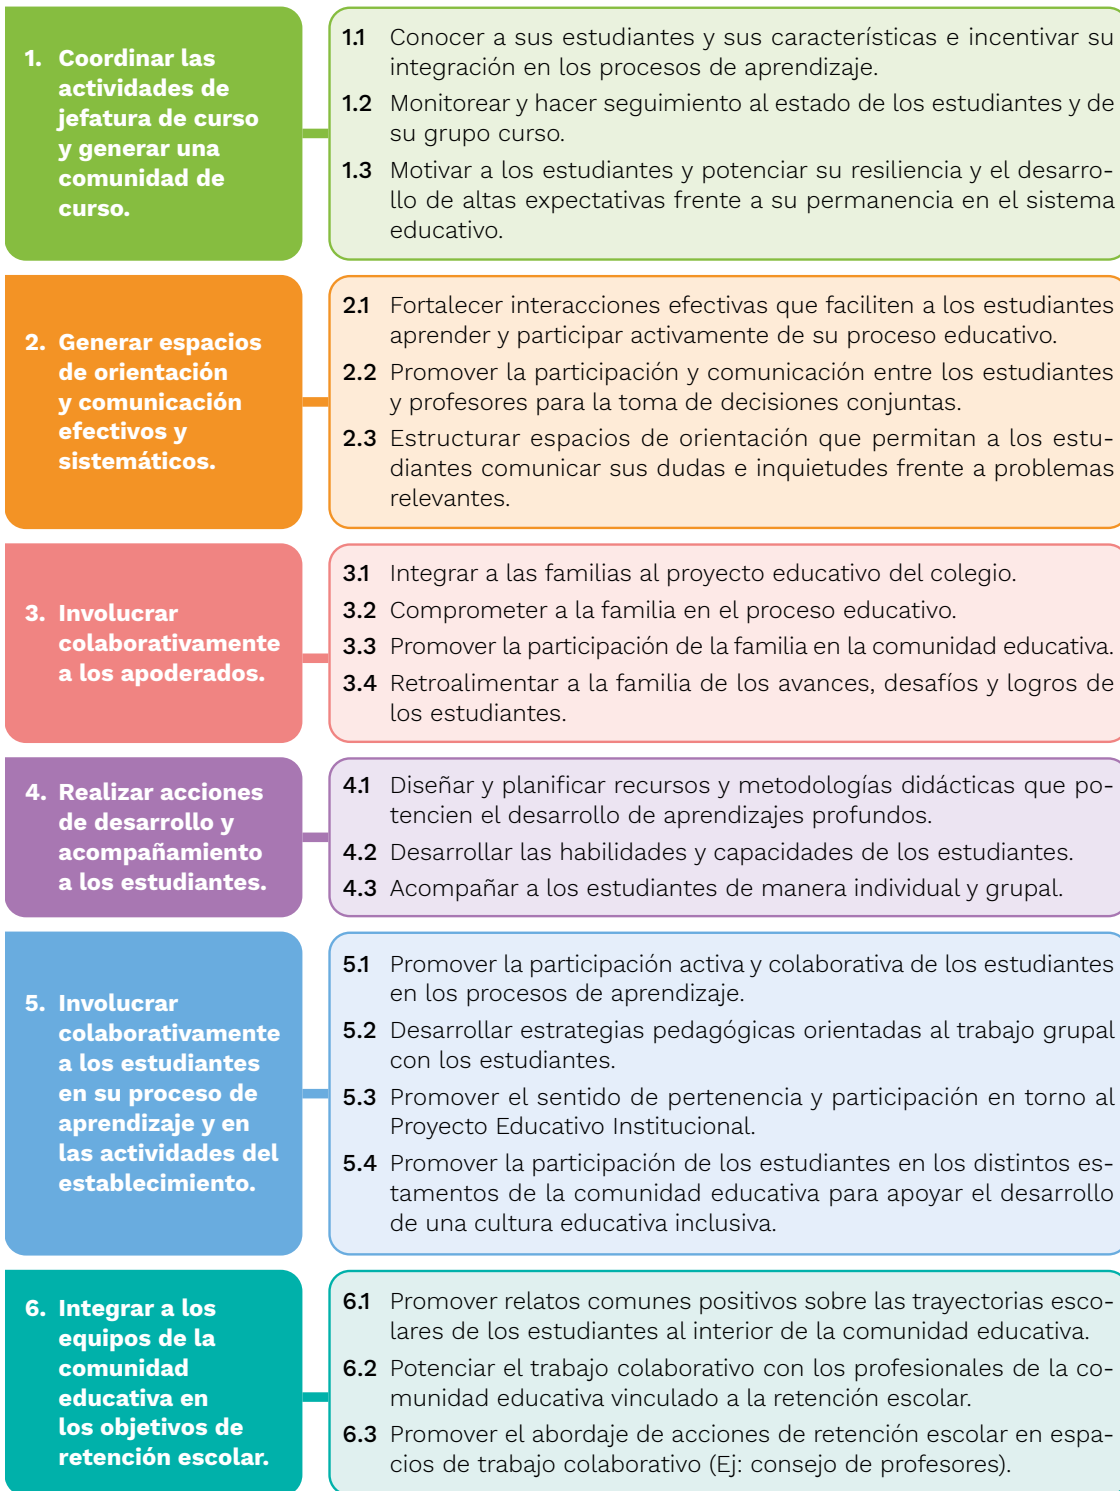 1. Coordinar las
actividades de
jefatura de curso
y generar una
comunidad de
curso.
1.1 Conocer a sus estudiantes y sus características e incentivar su
integración en los procesos de aprendizaje.
1.2 Monitorear y hacer seguimiento al estado de los estudiantes y de
su grupo curso.
1.3 Motivar a los estudiantes y potenciar su resiliencia y el desarro-
llo de altas expectativas frente a su permanencia en el sistema
educativo.
2. Generar espacios
de orientación
y comunicación
efectivos y
sistemáticos.
2.1 Fortalecer interacciones efectivas que faciliten a los estudiantes
aprender y participar activamente de su proceso educativo.
2.2 Promover la participación y comunicación entre los estudiantes
y profesores para la toma de decisiones conjuntas.
2.3 Estructurar espacios de orientación que permitan a los estu-
diantes comunicar sus dudas e inquietudes frente a problemas
relevantes.
3. Involucrar
colaborativamente
a los apoderados.
3.1 Integrar a las familias al proyecto educativo del colegio.
3.2 Comprometer a la familia en el proceso educativo.
3.3 Promover la participación de la familia en la comunidad educativa.
3.4 Retroalimentar a la familia de los avances, desafíos y logros de
los estudiantes.
4. Realizar acciones
de desarrollo y
acompañamiento
a los estudiantes.
4.1 Diseñar y planificar recursos y metodologías didácticas que po-
tencien el desarrollo de aprendizajes profundos.
4.2 Desarrollar las habilidades y capacidades de los estudiantes.
4.3 Acompañar a los estudiantes de manera individual y grupal.
5. Involucrar
colaborativamente
a los estudiantes
en su proceso de
aprendizaje y en
las actividades del
establecimiento.
5.1 Promover la participación activa y colaborativa de los estudiantes
en los procesos de aprendizaje.
5.2 Desarrollar estrategias pedagógicas orientadas al trabajo grupal
con los estudiantes.
5.3 Promover el sentido de pertenencia y participación en torno al
Proyecto Educativo Institucional.
5.4 Promover la participación de los estudiantes en los distintos es-
tamentos de la comunidad educativa para apoyar el desarrollo
de una cultura educativa inclusiva.
6. Integrar a los
equipos de la
comunidad
educativa en
los objetivos de
retención escolar.
6.1 Promover relatos comunes positivos sobre las trayectorias esco-
lares de los estudiantes al interior de la comunidad educativa.
6.2 Potenciar el trabajo colaborativo con los profesionales de la co-
munidad educativa vinculado a la retención escolar.
6.3 Promover el abordaje de acciones de retención escolar en espa-
cios de trabajo colaborativo (Ej: consejo de profesores).